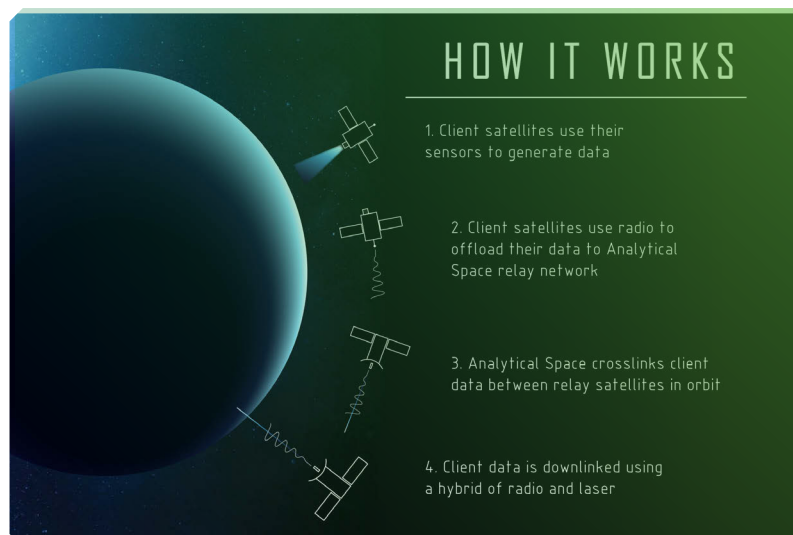 HOW IT WORKS
1. Client satellites use their
sensors to generate data
2. Client satellites use radio to
offload their data to Analytical
Space relay network
3. Analytical Space crosslinks client
data between relay satellites in orbit
4. Client data is downlinked using
a hybrid of radio and laser